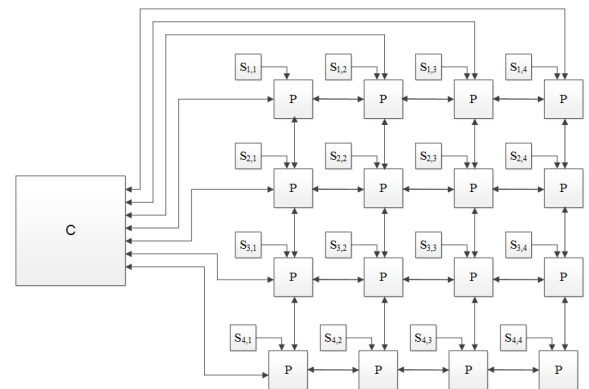 S1,1 S1,2 S1,3 S1,4
P P P P
S2,1 S2,2 S2,3 S2,4
P P P P
C
S3,1 S3,2 S3,3 S3,4
P P P P
S4,1 S4,2 S4,3 S4,4
P P P P